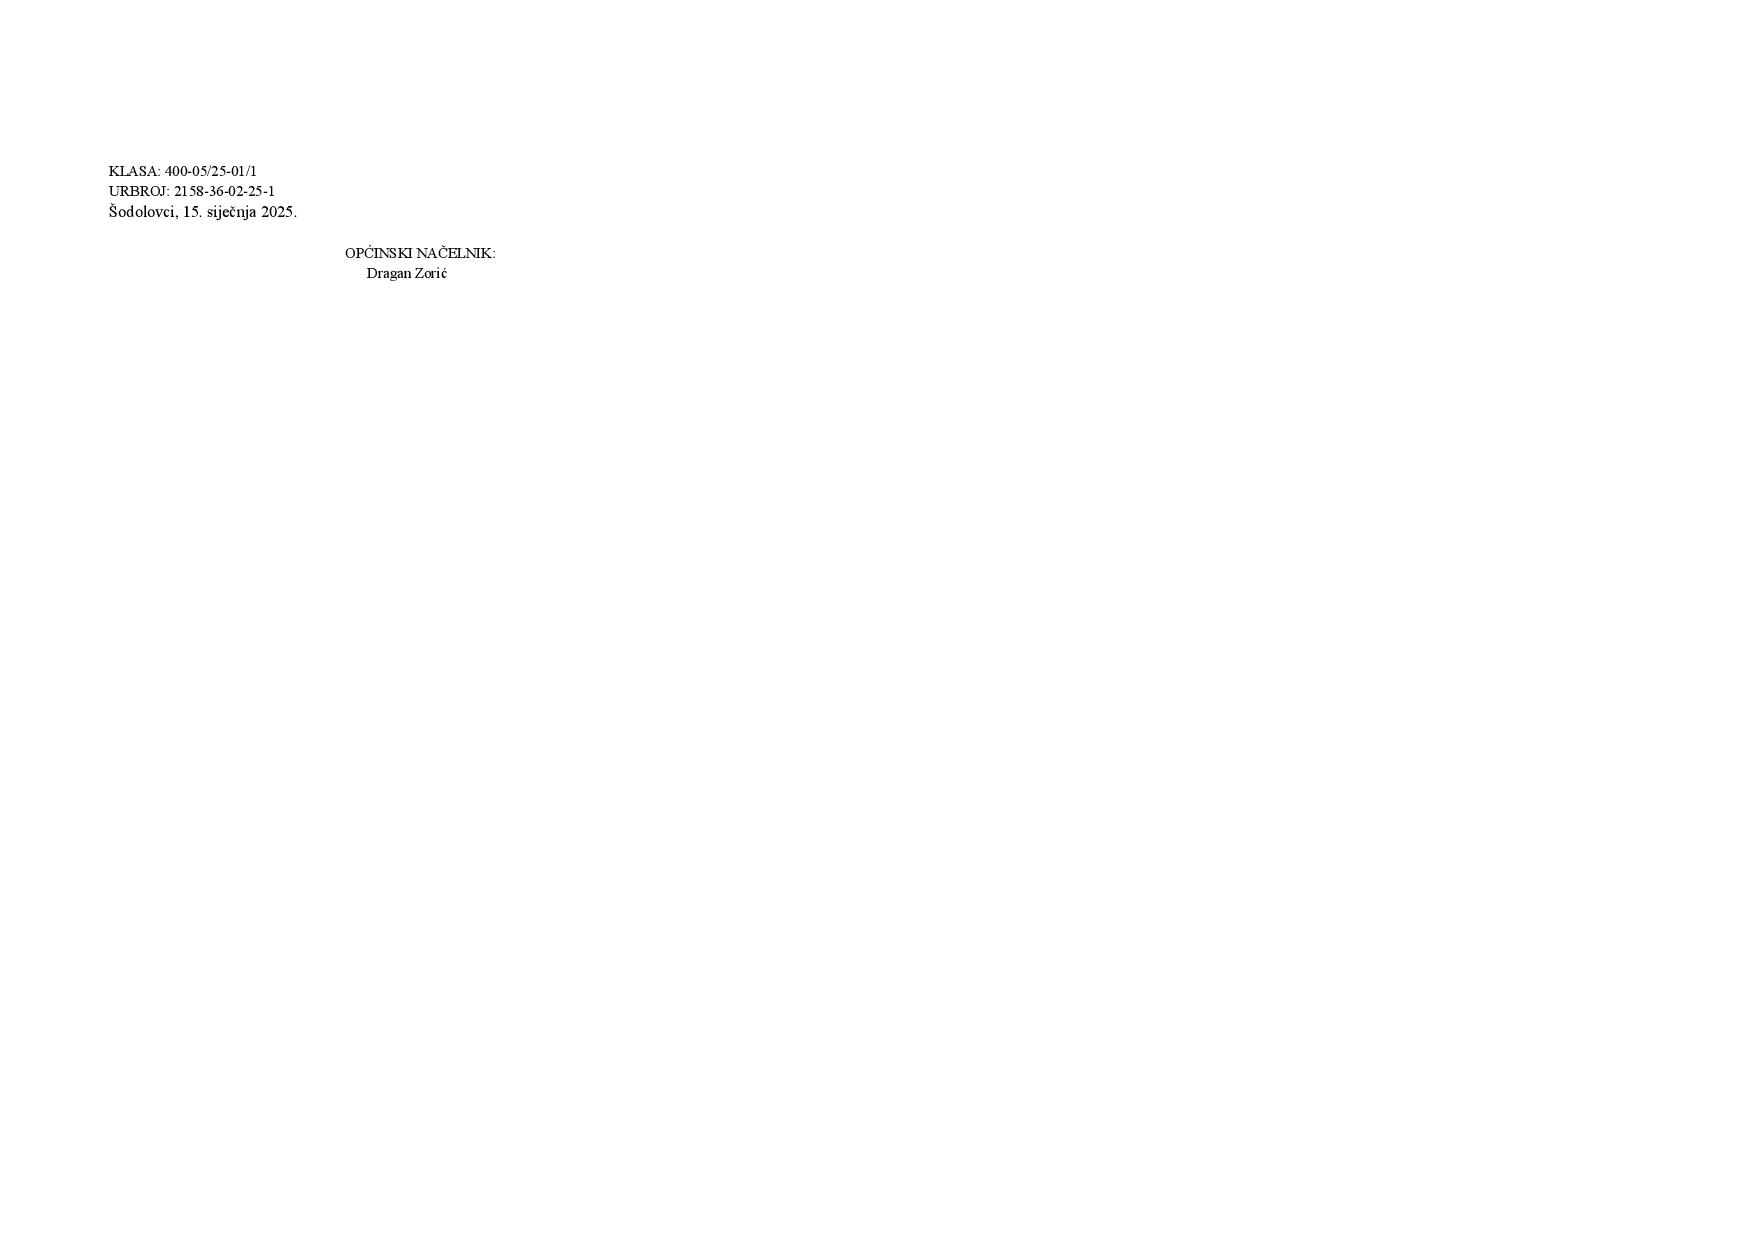 KLASA: 400-05/25-01/1
URBROJ: 2158-36-02-25-1
Šodolovci, 15. siječnja 2025.
OPĆINSKI NAČELNIK:
Dragan Zorić